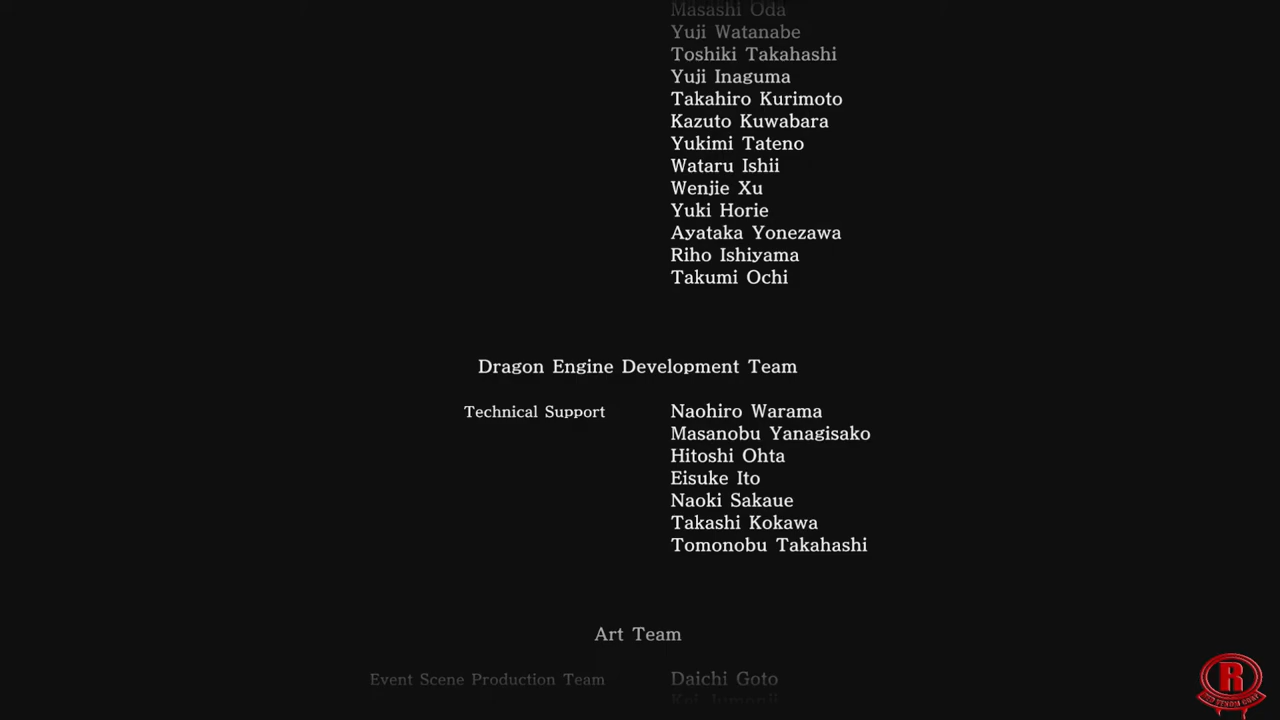 Masashi Oda
Yuji Watanabe
Toshiki Takahashi
Yuji Inaguma
Takahiro Kurimoto
Kazuto Kuwabara
Yukimi Tateno
Wataru Ishii
Wenjie Xu
Yuki Horie
Ayataka Yonezawa
Riho Ishiyama
Takumi Ochi
Dragon Engine Development Team
Technical Support Naohiro Warama
Masanobu Yanagisako
Hitoshi Ohta
Eisuke Ito
Naoki Sakaue
Takashi Kokawa
Tomonobu Takahashi
Art Team
Event Scene Production Team Daichi Goto
R